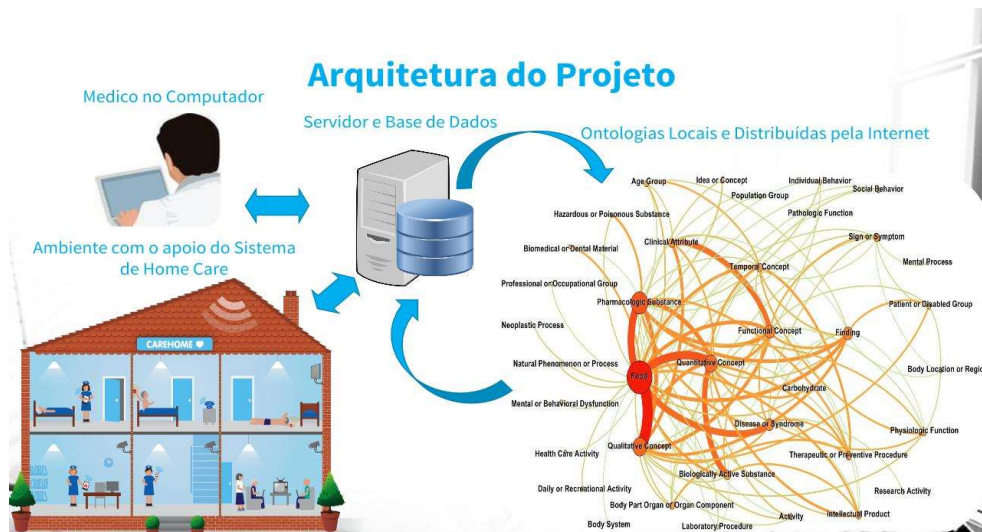 Arquitetura do Projeto
Medico no Computador
Servidor e Base de Dados
Ontologias Locais e Distribuídas pela Internet
Ambiente com o apoio do Sistema
de Home Care
CAREHOME
Age Group
Idea or Concept
Individual Behavior
Population Group
Social Behavior
Hazardous or Poisonous Substance
Pathologic Function
Clinical Attribute
Sign or Symptom
Biomedical or Dental Material
Temporal Concept
Mental Process
Professional or Occupational Group
Pharmacologic Substance
Patient or Disabled Group
Neoplastic Process
Functional Concept
Finding
Natural Phenomenon or Process
Quantitative Concept
Food
Body Location or Regio
Carbohydrate
Mental or Behavioral Dysfunction
Disease or Syndrome
Physiologic Function
Qualitative Concept
Health Care Activity
Therapeutic or Preventive Procedure
Biologically Active Substance
Daily or Recreational Activity
Research Activity
Body Part Organ or Organ Component
Activity
Intellectual Product
Body System
Laboratory Procedure